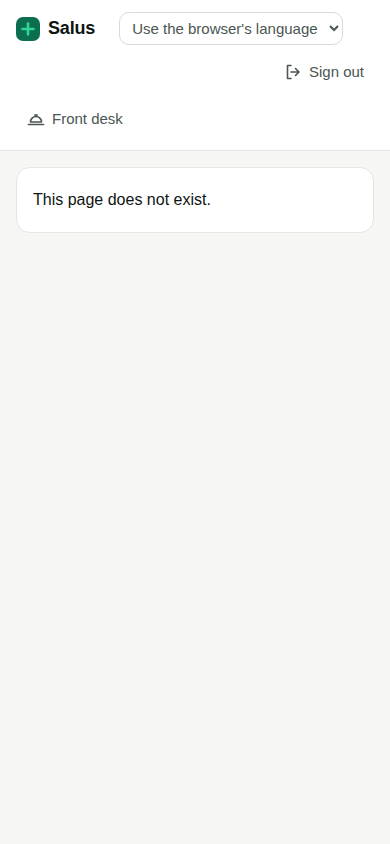 Salus
Use the browser's language
Sign out
Front desk
This page does not exist.